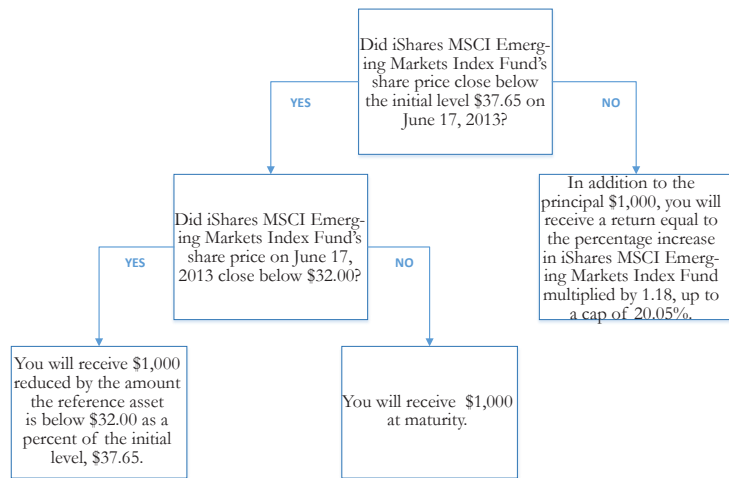 Did iShares MSCI Emerg-
ing Markets Index Fund's
share price close below
the initial level $37.65 on
June 17, 2013?
YES
NO
Did iShares MSCI Emerg-
ing Markets Index Fund's
share price on June 17,
2013 close below $32.00?
In addition to the
principal $1,000, you will
receive a return equal to
the percentage increase
in iShares MSCI Emerg-
ing Markets Index Fund
multiplied by 1.18, up to
a cap of 20.05%.
YES
NO
You will receive $1,000
reduced by the amount
the reference asset
is below $32.00 as a
percent of the initial
level, $37.65.
You will receive $1,000
at maturity.